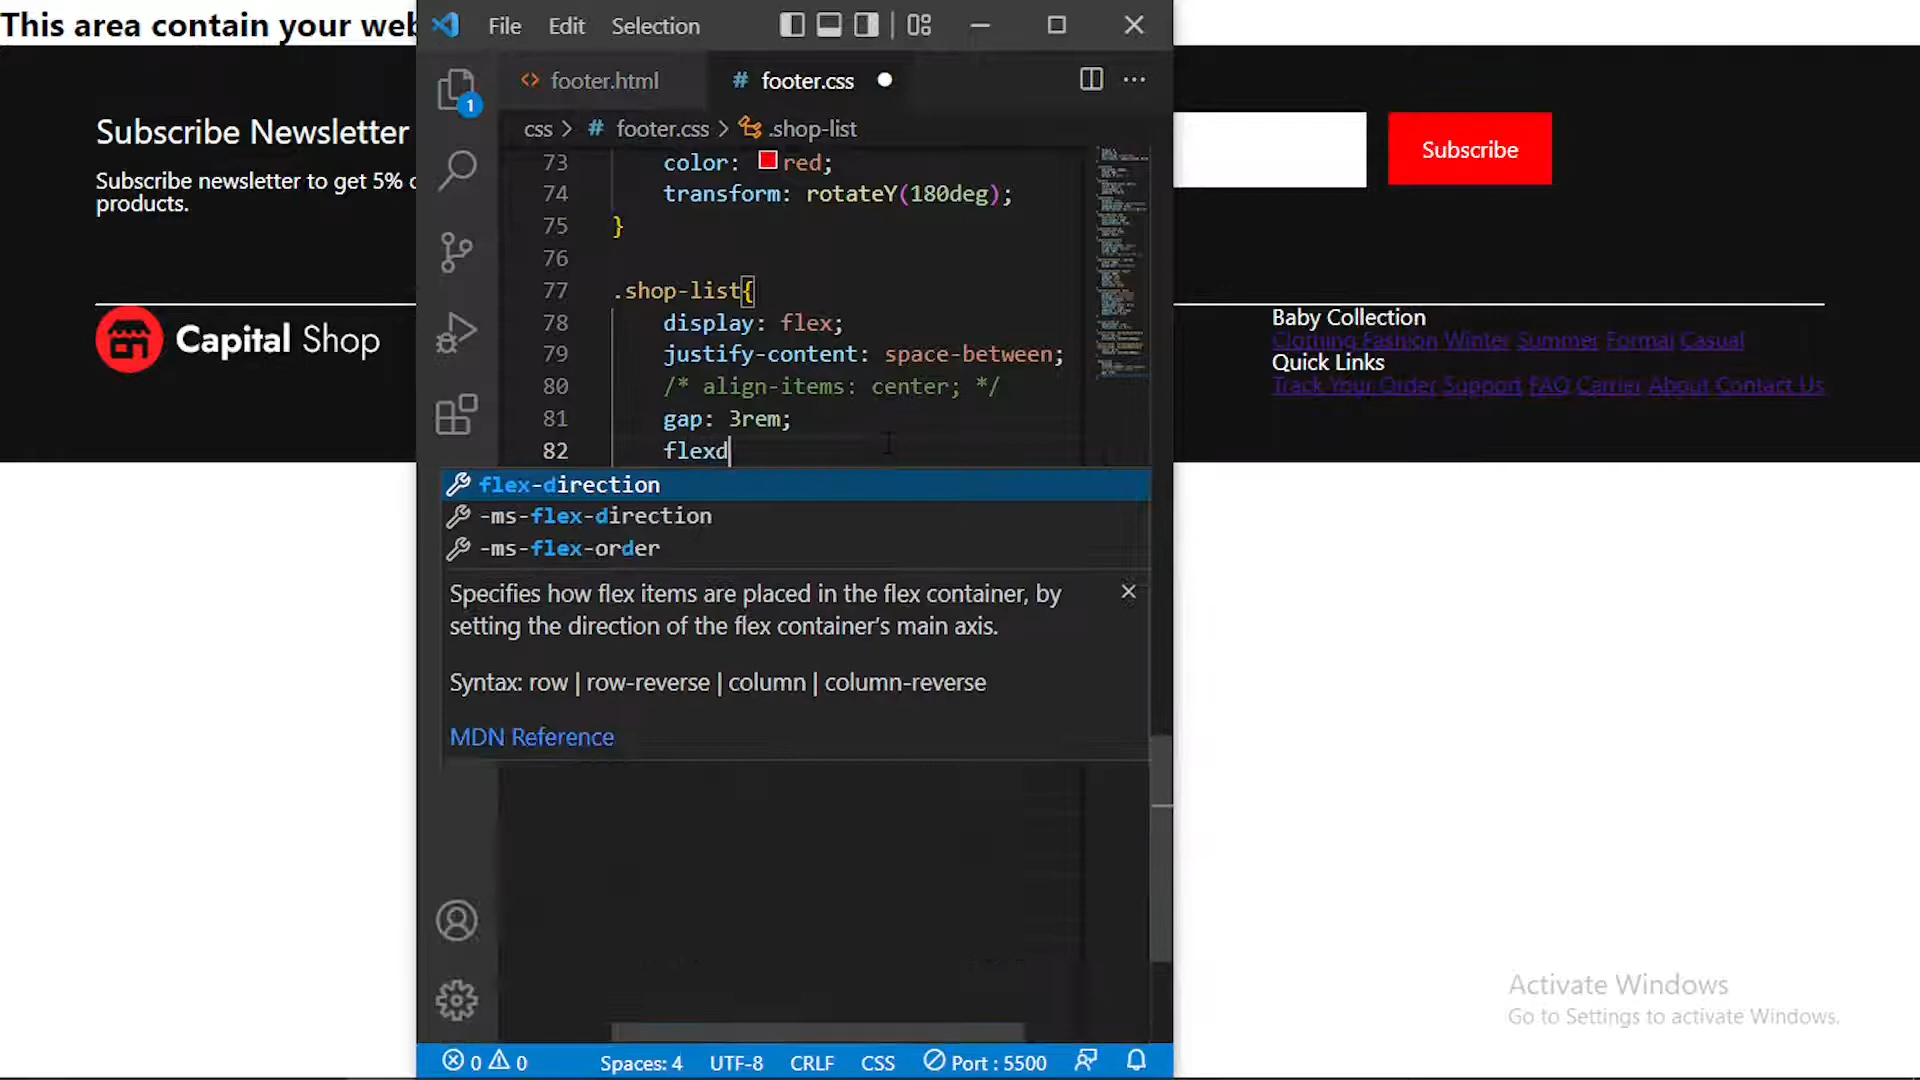 This area contain your web
File Edit Selection
footer.html # footer.css
css > # footer.css > .shop-list
1
Subscribe Newsletter
Subscribe newsletter to get 5% o
products.
Subscribe
73 color: red;
74 transform: rotateY(180deg);
75 }
76
77 .shop-list{
78 display: flex;
79 justify-content: space-between;
80 /* align-items: center; */
81 gap: 3rem;
82 flexd
Capital Shop
Baby Collection
Clothing Fashion Winter Summer Formal Casual
Quick Links
Track Your Order Support FAQ Carrier About Contact Us
flex-direction
-ms-flex-direction
-ms-flex-order
Specifies how flex items are placed in the flex container, by
setting the direction of the flex container's main axis.
Syntax: row | row-reverse | column | column-reverse
MDN Reference
Activate Windows
Go to Settings to activate Windows.
0 0 Spaces: 4 UTF-8 CRLF CSS Port : 5500